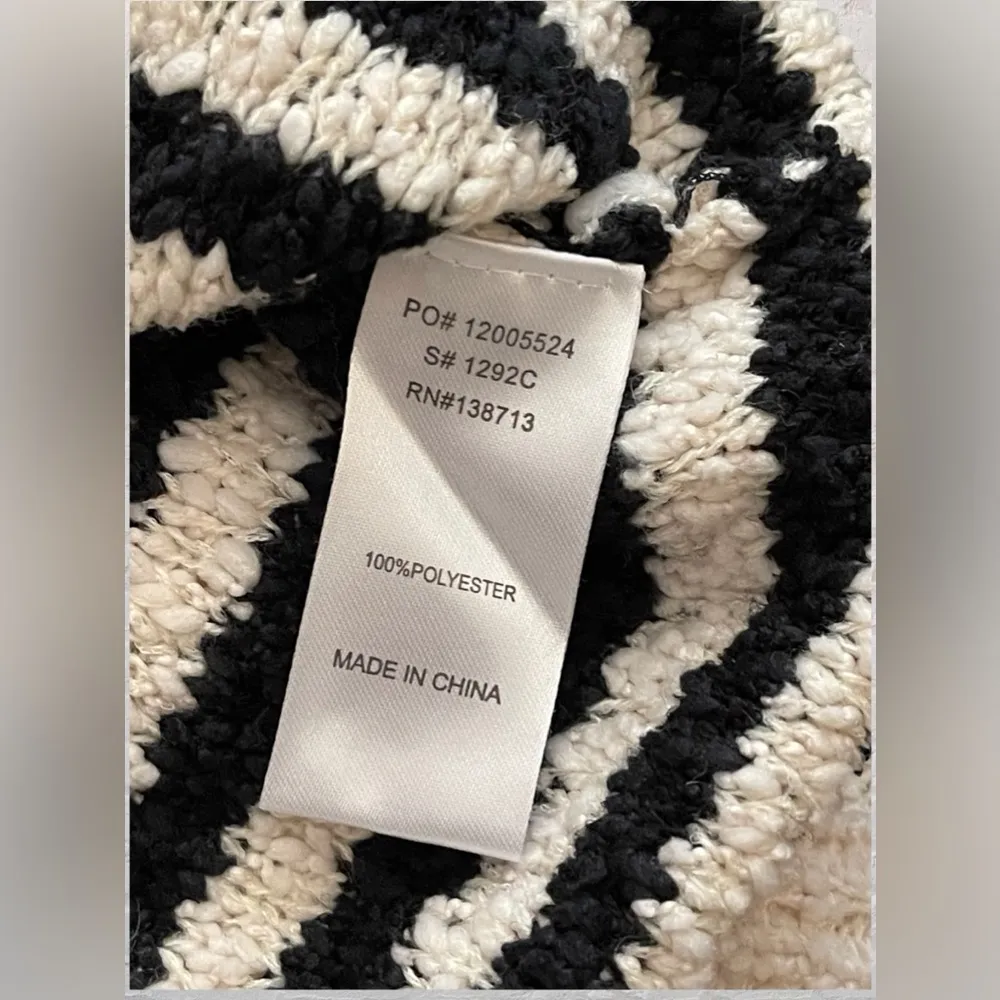 PO# 12005524
S# 1292C
RN#138713
100%POLYESTER
MADE IN CHINA